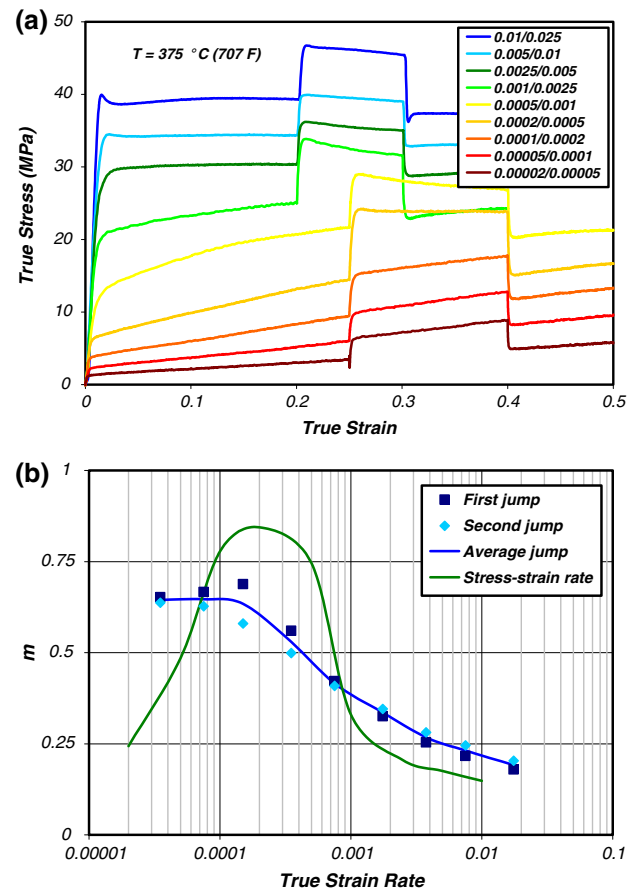 (a)
50
40
30
20
10
0
True Stress (MPa)
T = 375 °C (707 F)
0.01/0.025
0.005/0.01
0.0025/0.005
0.001/0.0025
0.0005/0.001
0.0002/0.0005
0.0001/0.0002
0.00005/0.0001
0.00002/0.00005
0 0.1 0.2 0.3 0.4 0.5
True Strain
(b)
1
0.75
0.5
0.25
0
m
First jump
Second jump
Average jump
Stress-strain rate
0.00001 0.0001 0.001 0.01 0.1
True Strain Rate